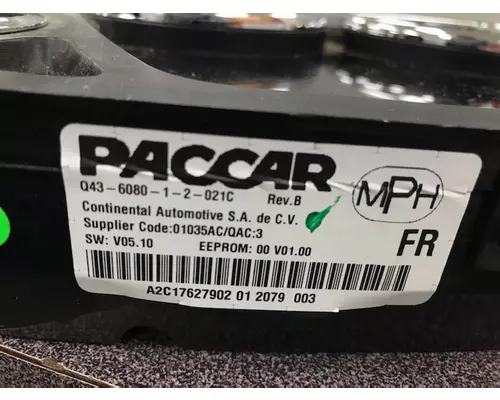 PACCAR
Q43-6080-1-2-021C Rev.B
MPH
Continental Automotive S.A. de C.V.
Supplier Code:01035AC/QAC:3
FR
SW: V05.10 EEPROM: 00 V01.00
A2C17627902 01 2079 003